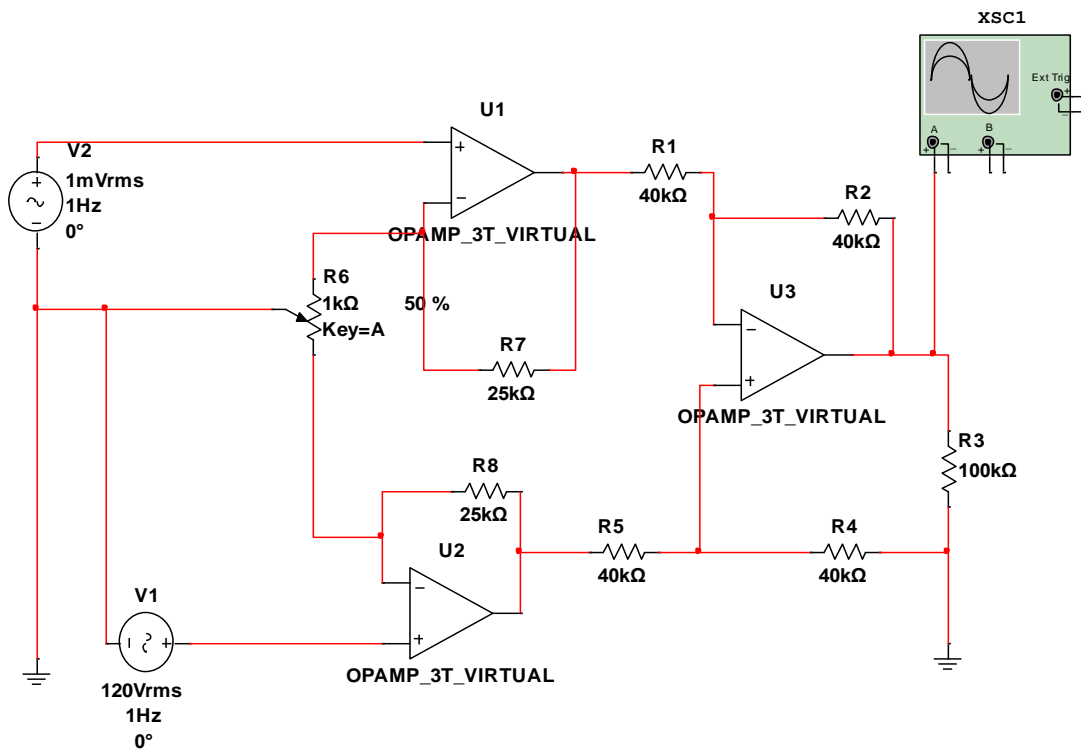 XSC1
Ext Trig
+
−
A
B
+
−
+
−
V2
+
−
1mVrms
1Hz
0°
U1
+
−
OPAMP_3T_VIRTUAL
R1
40kΩ
R2
40kΩ
R6
1kΩ
Key=A
50 %
R7
25kΩ
U3
−
+
OPAMP_3T_VIRTUAL
R3
100kΩ
R8
25kΩ
U2
−
+
OPAMP_3T_VIRTUAL
R5
40kΩ
R4
40kΩ
V1
−
+
120Vrms
1Hz
0°